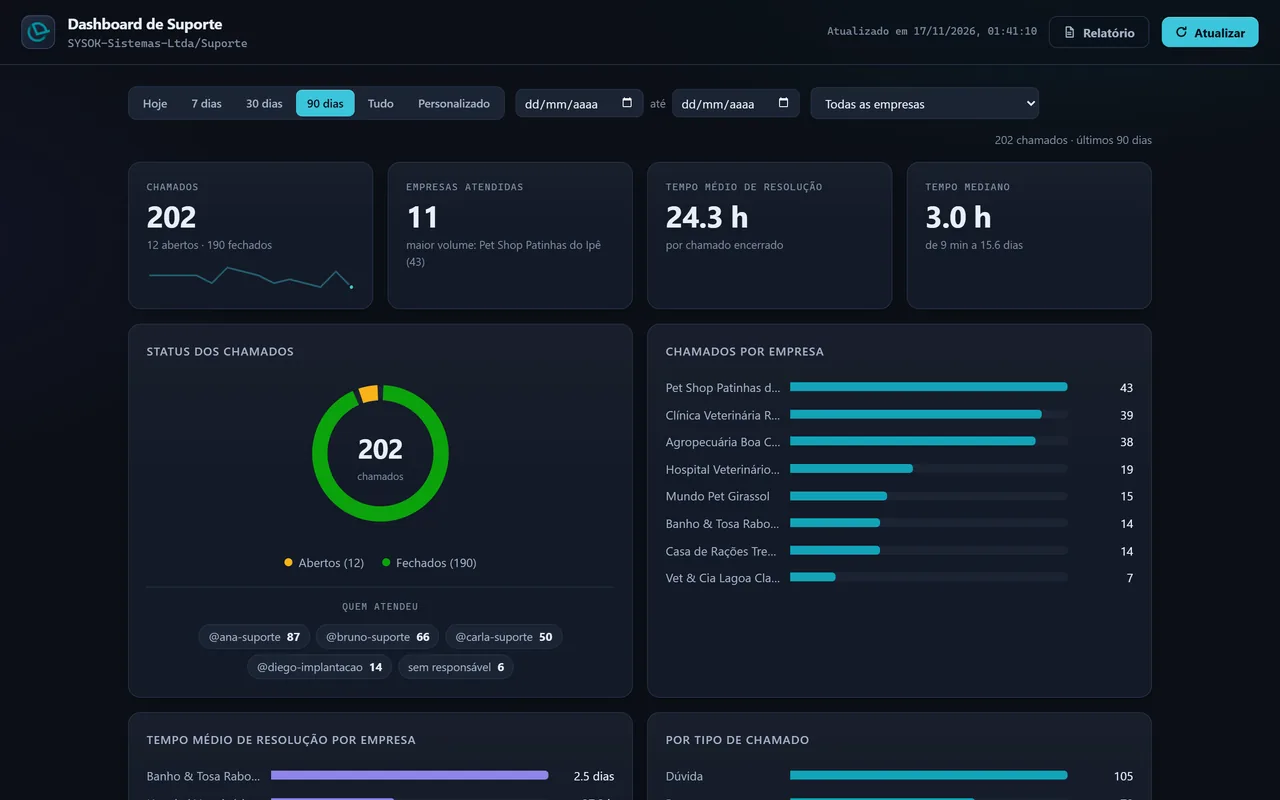 Dashboard de Suporte
SYSOK-Sistemas-Ltda/Suporte
Atualizado em 17/11/2026, 01:41:10
Relatório
Atualizar
Hoje
7 dias
30 dias
90 dias
Tudo
Personalizado
dd/mm/aaaa
até
dd/mm/aaaa
Todas as empresas
202 chamados · últimos 90 dias
CHAMADOS
202
12 abertos · 190 fechados
EMPRESAS ATENDIDAS
11
maior volume: Pet Shop Patinhas do Ipê
(43)
TEMPO MÉDIO DE RESOLUÇÃO
24.3 h
por chamado encerrado
TEMPO MEDIANO
3.0 h
de 9 min a 15.6 dias
STATUS DOS CHAMADOS
202
chamados
Abertos (12)
Fechados (190)
QUEM ATENDEU
@ana-suporte 87
@bruno-suporte 66
@carla-suporte 50
@diego-implantacao 14
sem responsável 6
CHAMADOS POR EMPRESA
Pet Shop Patinhas d... 43
Clínica Veterinária R... 39
Agropecuária Boa C... 38
Hospital Veterinário... 19
Mundo Pet Girassol 15
Banho & Tosa Rabo... 14
Casa de Rações Tre... 14
Vet & Cia Lagoa Cla... 7
TEMPO MÉDIO DE RESOLUÇÃO POR EMPRESA
Banho & Tosa Rabo... 2.5 dias
POR TIPO DE CHAMADO
Dúvida 105